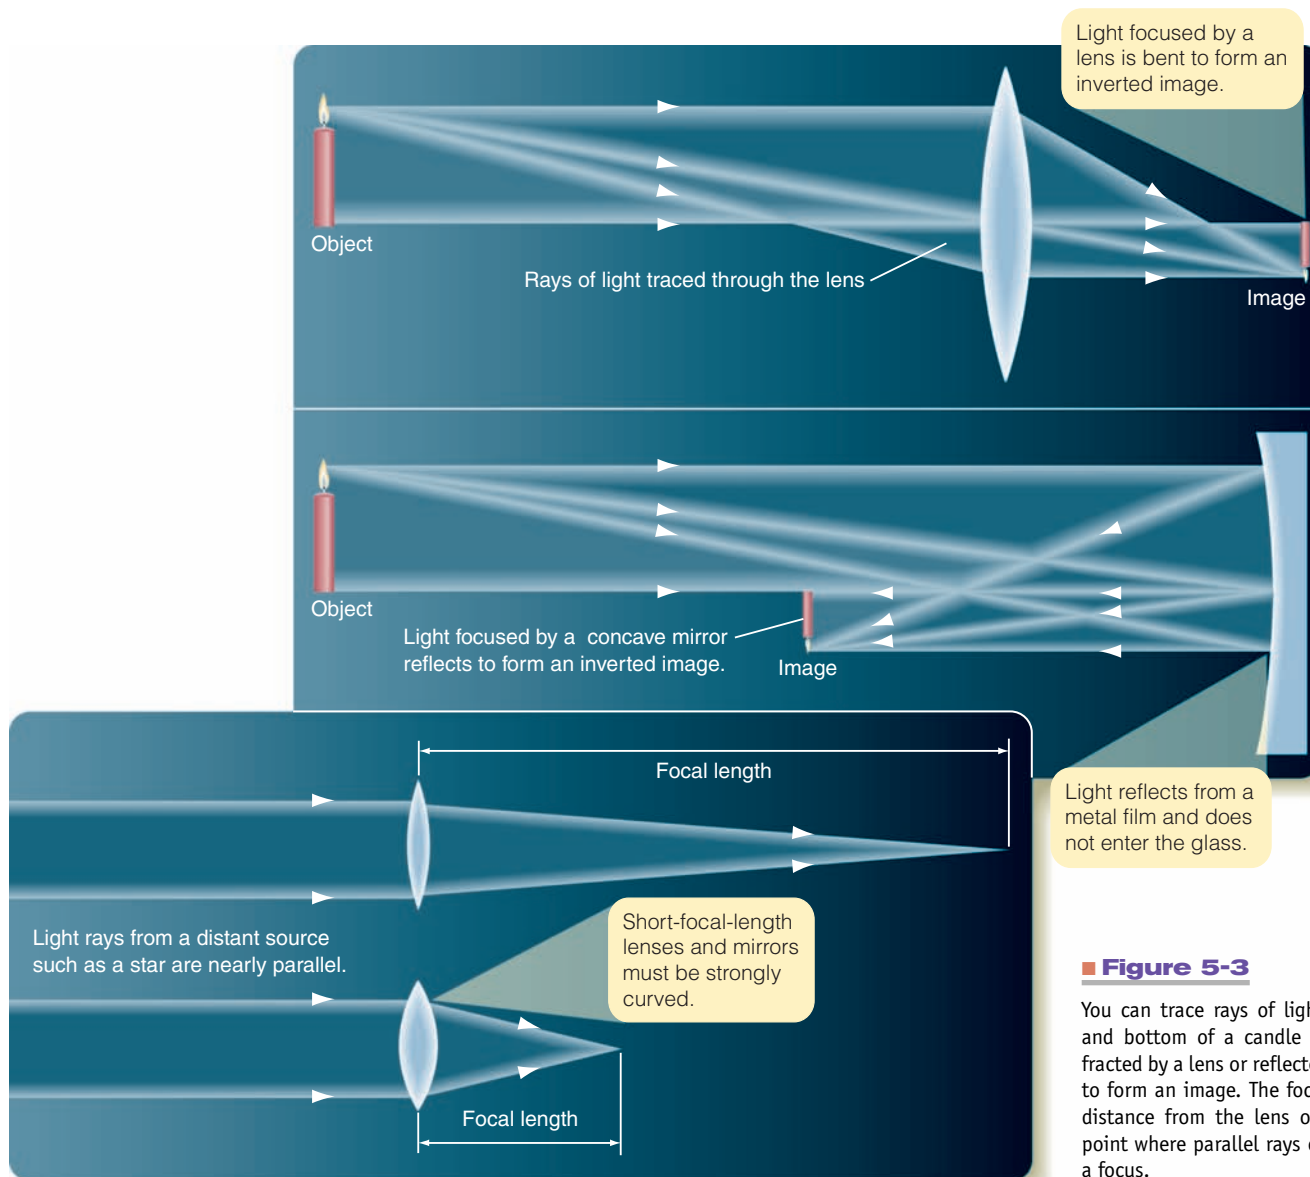 Light focused by a
lens is bent to form an
inverted image.
Object
Rays of light traced through the lens
Image
Object
Light focused by a concave mirror
reflects to form an inverted image.
Image
Focal length
Light reflects from a
metal film and does
not enter the glass.
Light rays from a distant source
such as a star are nearly parallel.
Short-focal-length
lenses and mirrors
must be strongly
curved.
Focal length
■ Figure 5-3
You can trace rays of ligh
and bottom of a candle
fracted by a lens or reflecte
to form an image. The foc
distance from the lens o
point where parallel rays
a focus.